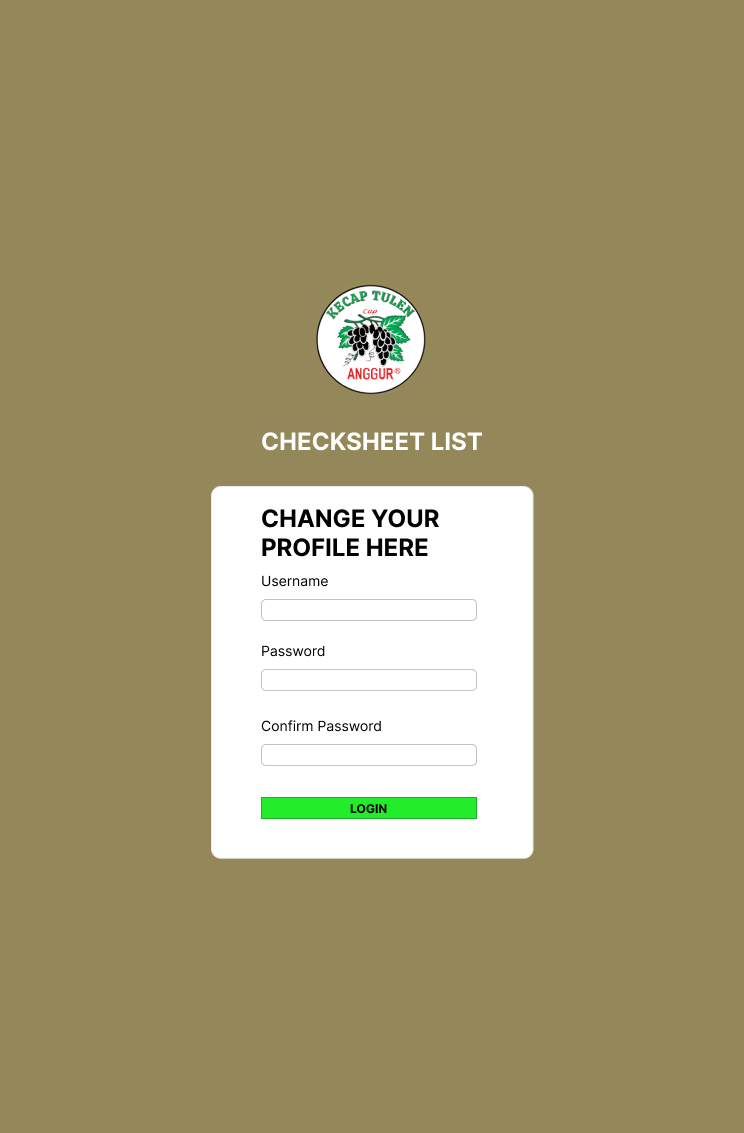 KECAP TULEN
Cap
ANGGUR®
CHECKSHEET LIST
CHANGE YOUR
PROFILE HERE
Username
Password
Confirm Password
LOGIN